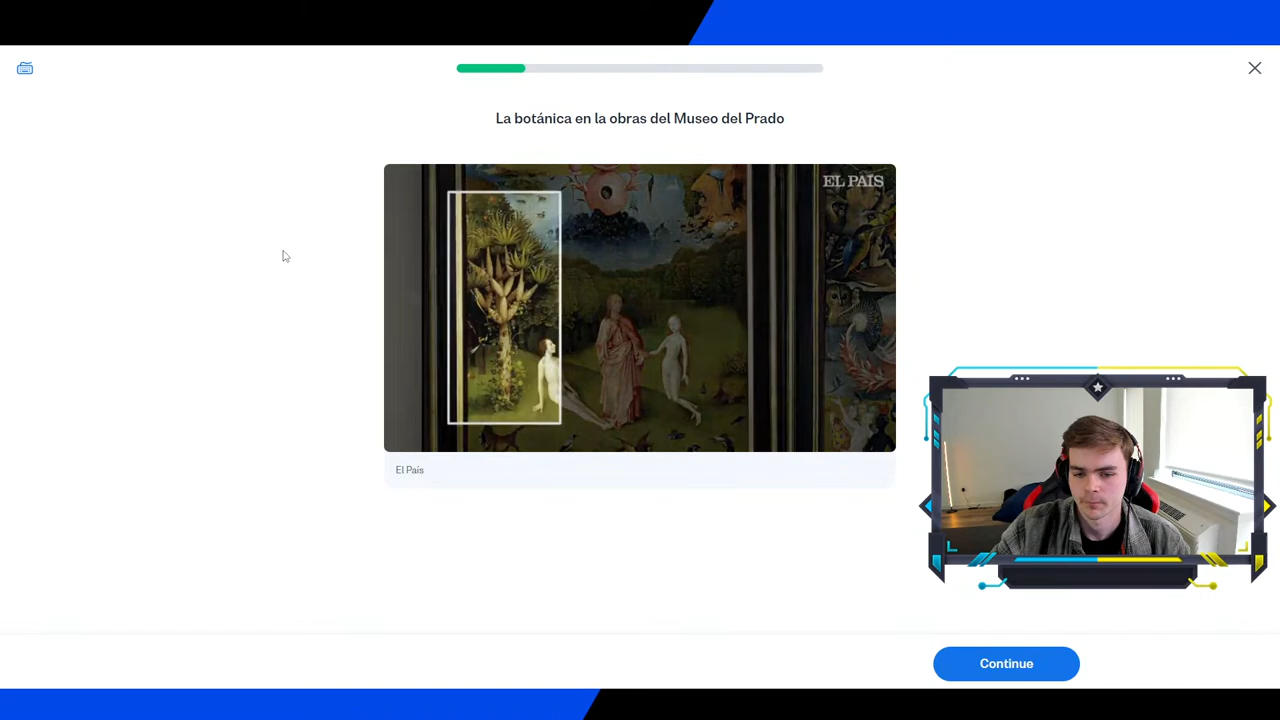 La botánica en la obras del Museo del Prado
EL PAÍS
El País
Continue